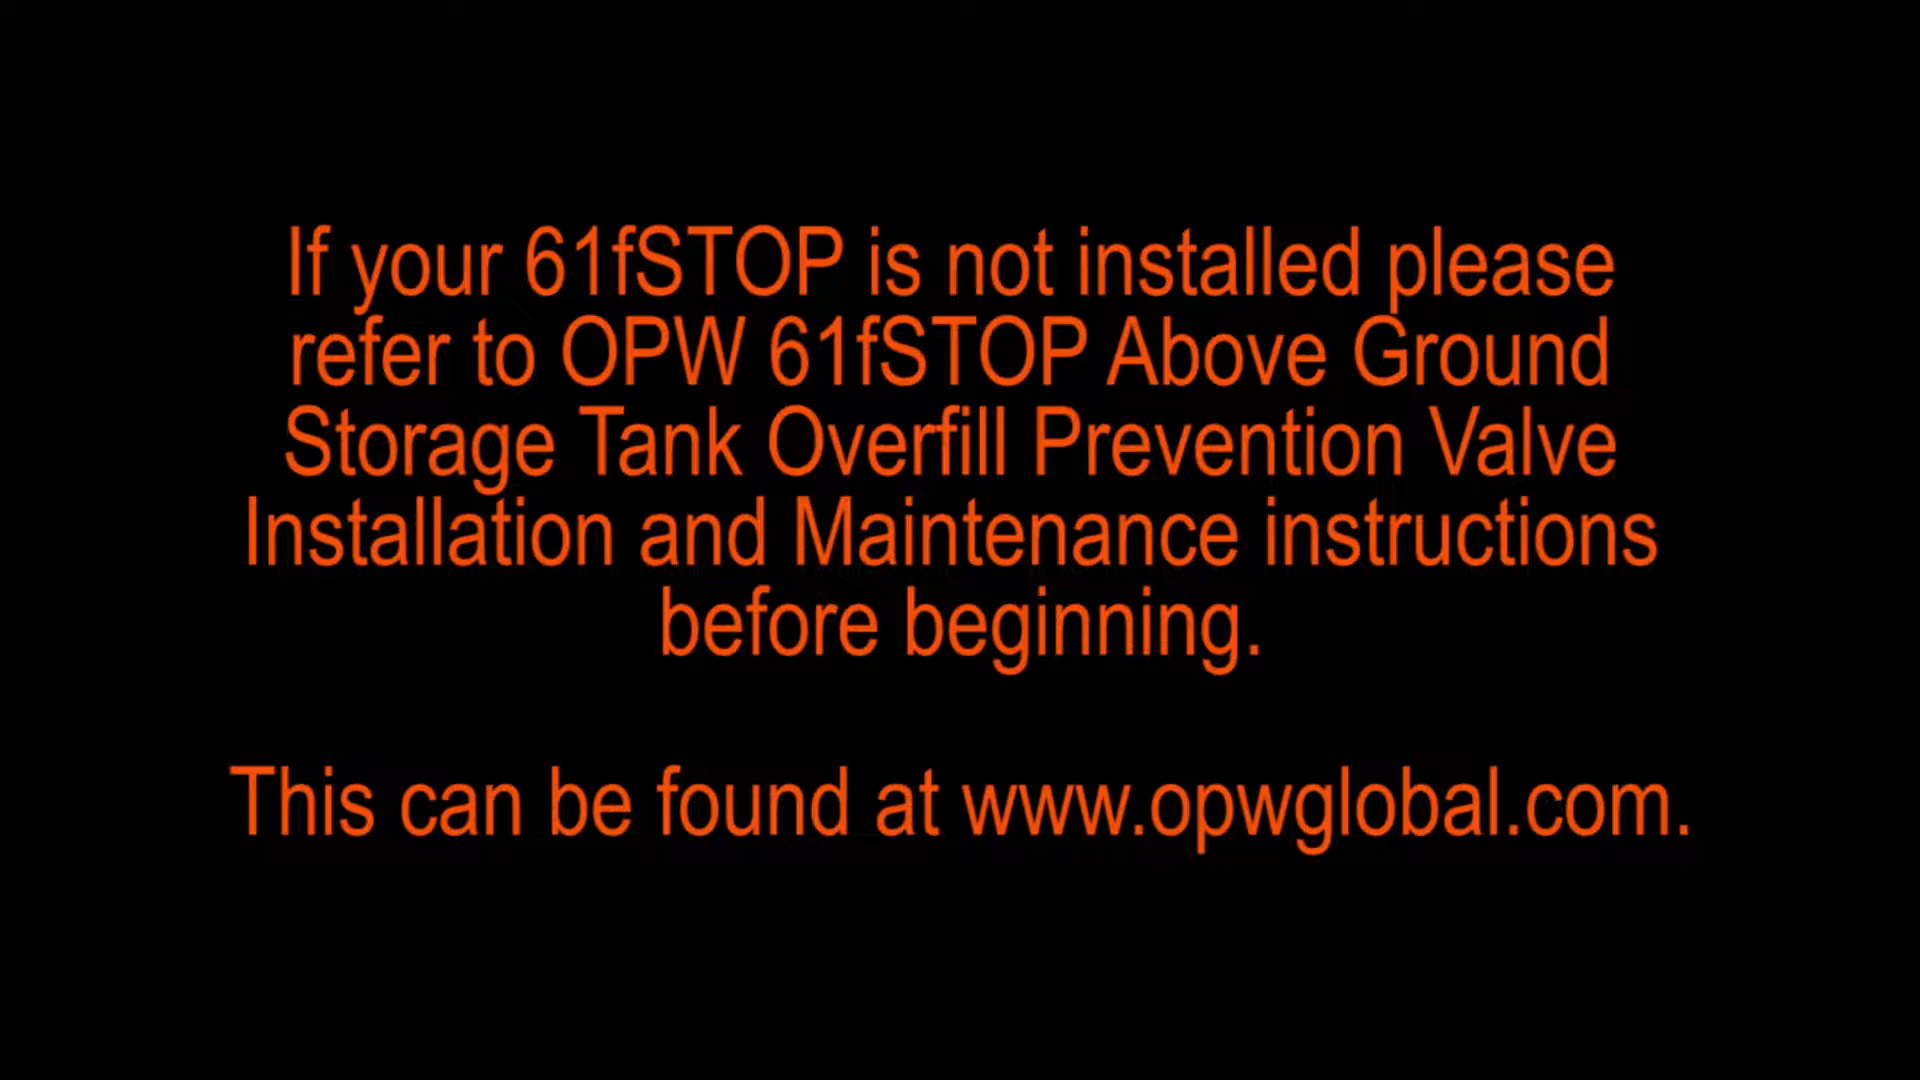 If your 61fSTOP is not installed please
refer to OPW 61fSTOP Above Ground
Storage Tank Overfill Prevention Valve
Installation and Maintenance instructions
before beginning.
This can be found at www.opwglobal.com.